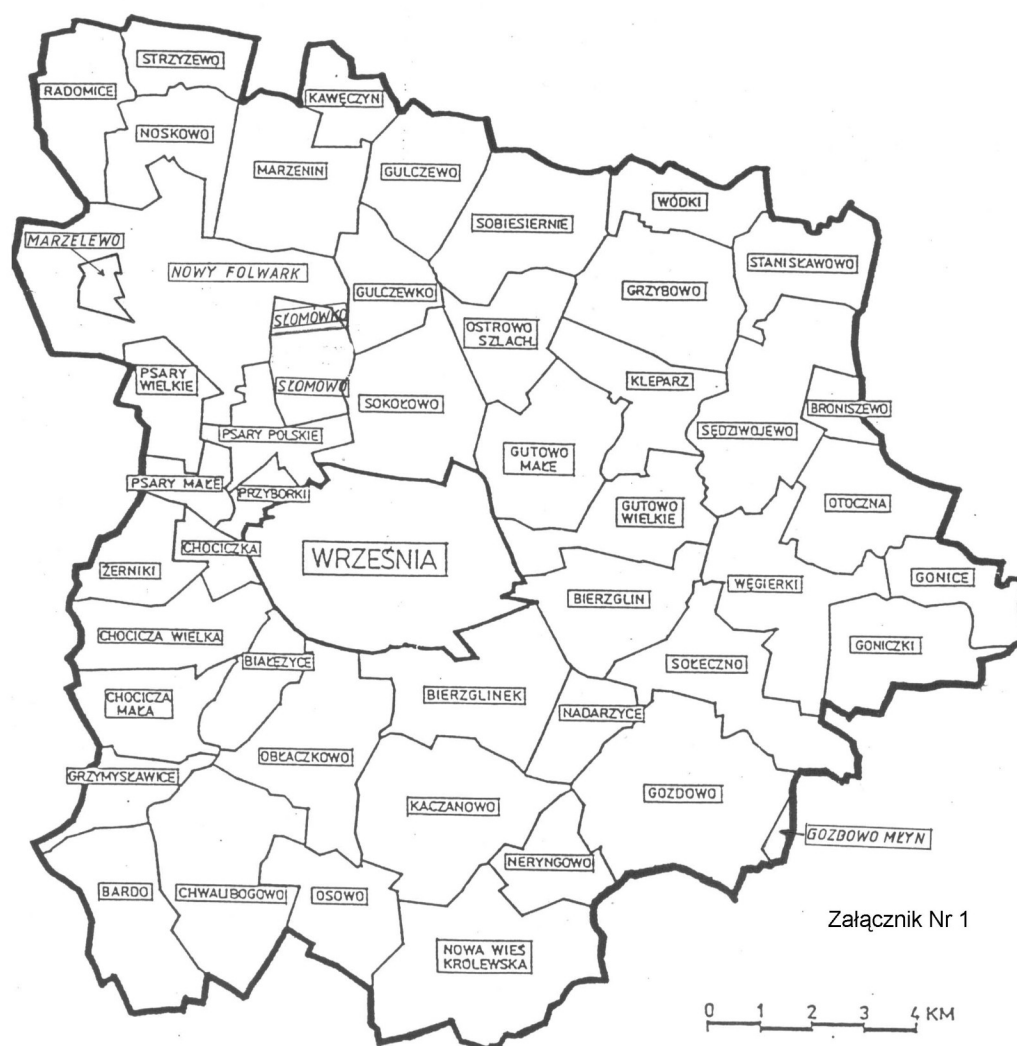 STRZYŻEWO
RADOMICE
KAWĘCZYN
NOSKOWO
MARZENIN
GULCZEWO
WÓDKI
SOBIESIERNIE
MARZELEWO
STANISŁAWOWO
NOWY FOLWARK
GULCZEWKO
GRZYBOWO
SŁOMÓWKO
OSTROWO
SZLACH.
PSARY
WIELKIE
KLEPARZ
SŁOMOWO
SOKOŁOWO
BRONISZEWO
PSARY POLSKIE
SĘDZIWOJEWO
GUTOWO
MAŁE
PSARY MAŁE
PRZYBORKI
OTOCZNA
GUTOWO
WIELKIE
CHOCICZKA
WRZEŚNIA
ŻERNIKI
GONICE
WĘGIERKI
BIERZGLIN
CHOCICZA WIELKA
GONICZKI
BIAŁĘŻYCE
SOŁECZNO
BIERZGLINEK
CHOCICZA
MAŁA
NADARZYCE
OBŁACZKOWO
GRZYMYSŁAWICE
GOZDOWO
KACZANOWO
GOZDOWO MŁYN
NERYNGOWO
BARDO
CHWALIBOGOWO
OSOWO
Załącznik Nr 1
NOWA WIEŚ
KRÓLEWSKA
0 1 2 3 4 KM